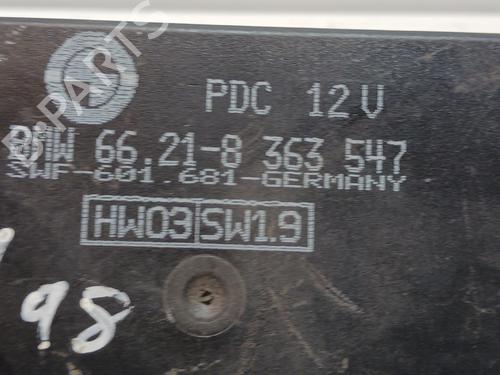 PDC 12V
BMW 66.21-8 363 547
SWF-601.681-GERMANY
HW03 SW1.9
98